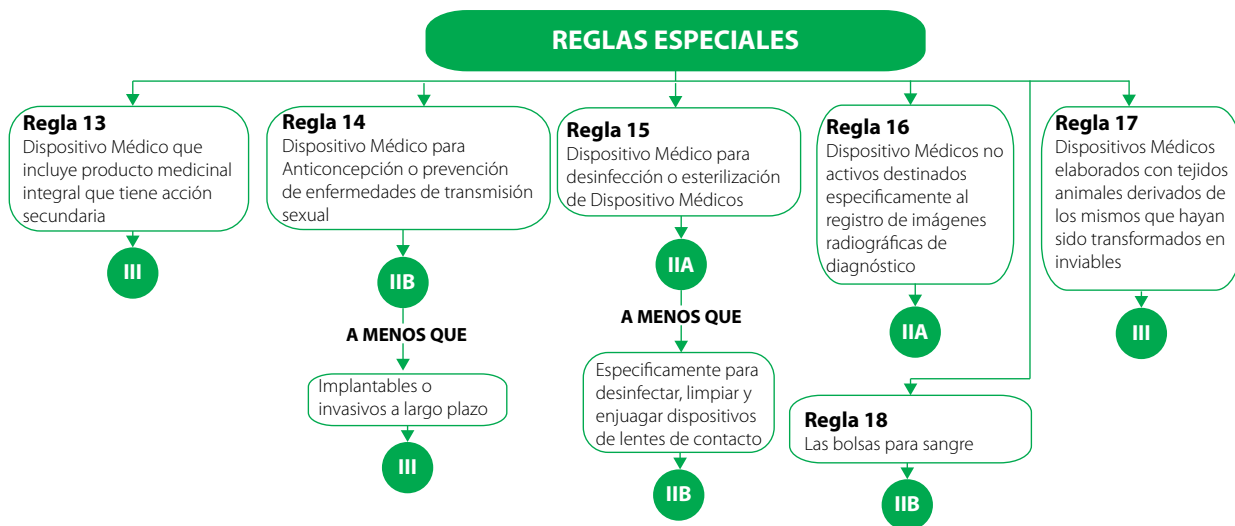 REGLAS ESPECIALES
Regla 13
Dispositivo Médico que
incluye producto medicinal
integral que tiene acción
secundaria
III
Regla 14
Dispositivo Médico para
Anticoncepción o prevención
de enfermedades de transmisión
sexual
IIB
A MENOS QUE
Implantables o
invasivos a largo plazo
III
Regla 15
Dispositivo Médico para
desinfección o esterilización
de Dispositivo Médicos
IIA
A MENOS QUE
Especificamente para
desinfectar, limpiar y
enjuagar dispositivos
de lentes de contacto
IIB
Regla 16
Dispositivo Médicos no
activos destinados
especificamente al
registro de imágenes
radiográficas de
diagnóstico
IIA
Regla 17
Dispositivos Médicos
elaborados con tejidos
animales derivados de
los mismos que hayan
sido transformados en
inviables
III
Regla 18
Las bolsas para sangre
IIB